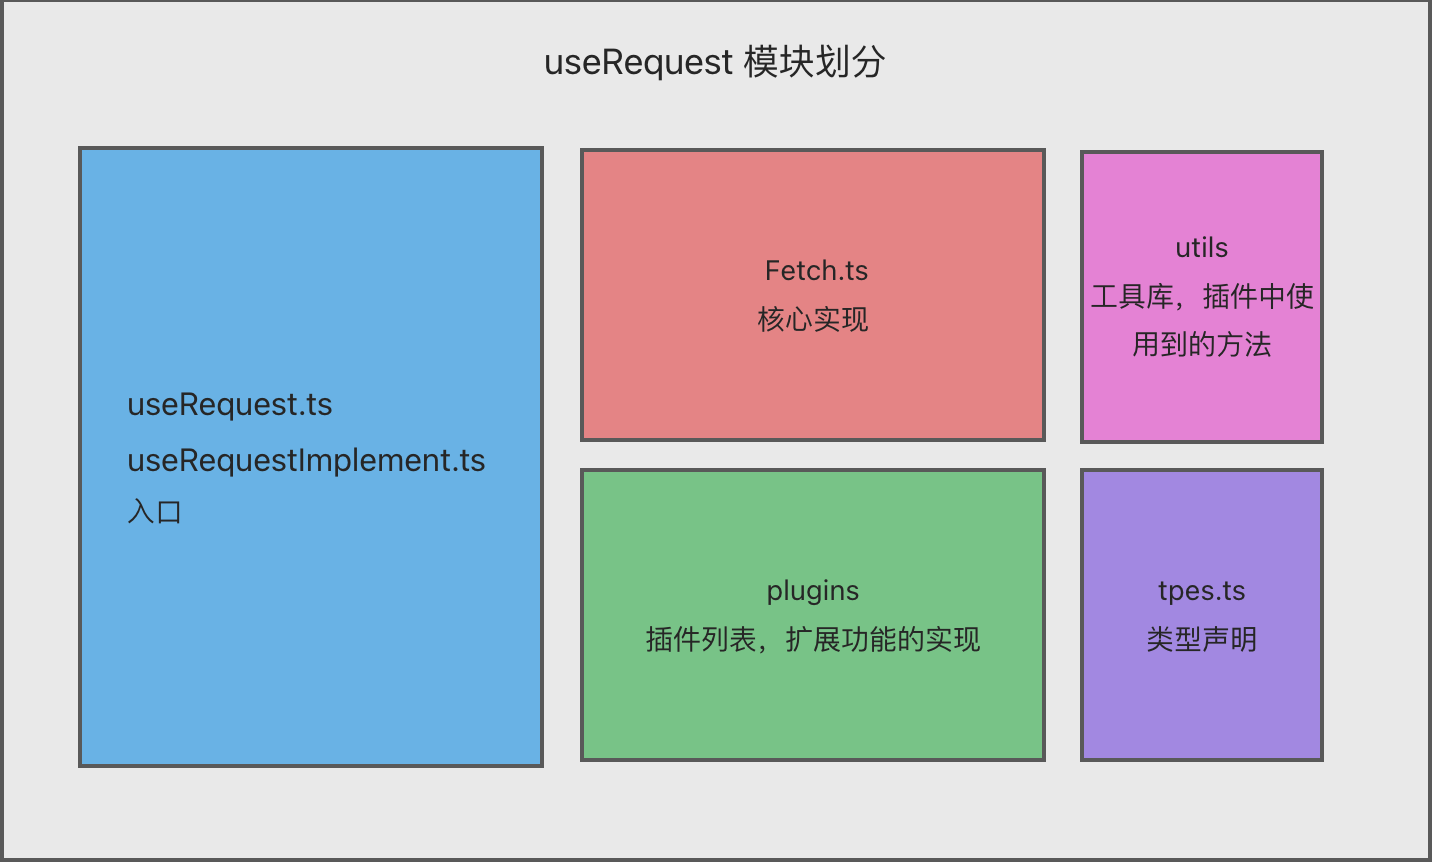 useRequest 模块划分
useRequest.ts
useRequestImplement.ts
入口
Fetch.ts
核心实现
utils
工具库，插件中使
用到的方法
plugins
插件列表，扩展功能的实现
tpes.ts
类型声明